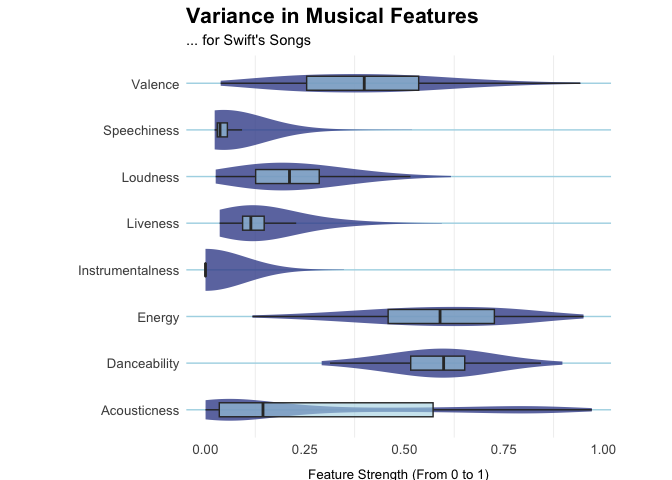 Variance in Musical Features
... for Swift's Songs
Valence
Speechiness
Loudness
Liveness
Instrumentalness
Energy
Danceability
Acousticness
0.00 0.25 0.50 0.75 1.00
Feature Strength (From 0 to 1)